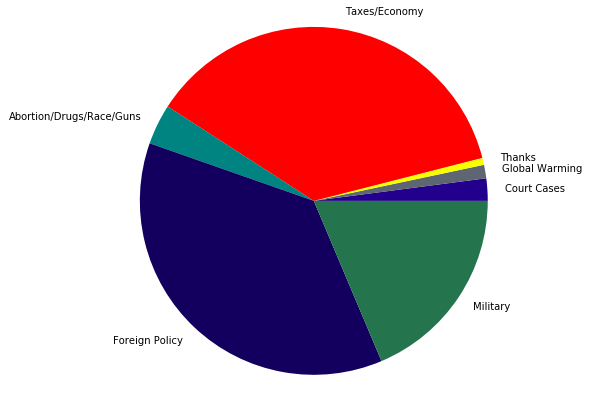 Taxes/Economy
Abortion/Drugs/Race/Guns
Thanks
Global Warming
Court Cases
Military
Foreign Policy